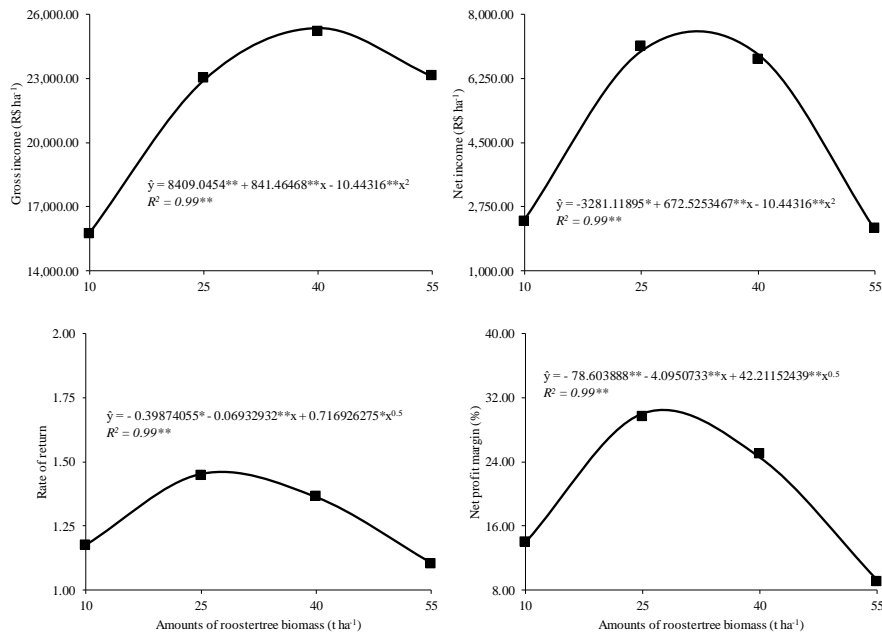 Gross income (R$ ha-1)
26,000.00
23,000.00
20,000.00
17,000.00
14,000.00
ŷ = 8409.0454** + 841.46468**x - 10.44316**x2
R2 = 0.99**
10 25 40 55
Net income (R$ ha-1)
8,000.00
6,250.00
4,500.00
2,750.00
1,000.00
ŷ = -3281.11895* + 672.5253467**x - 10.44316**x2
R2 = 0.99**
10 25 40 55
Rate of return
2.00
1.75
1.50
1.25
1.00
ŷ = - 0.39874055* - 0.06932932**x + 0.716926275*x0.5
R2 = 0.99**
10 25 40 55
Amounts of roostertree biomass (t ha-1)
Net profit margin (%)
40.00
32.00
24.00
16.00
8.00
ŷ = - 78.603888** - 4.0950733**x + 42.21152439**x0.5
R2 = 0.99**
10 25 40 55
Amounts of roostertree biomass (t ha-1)